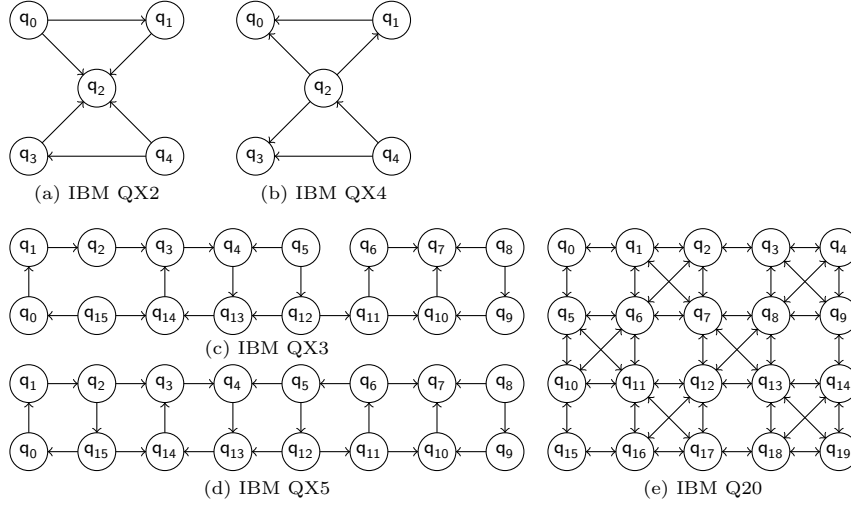 q0 q1
q2
q3 q4
(a) IBM QX2
q0 q1
q2
q3 q4
(b) IBM QX4
q1 q2 q3 q4 q5 q6 q7 q8
q0 q15 q14 q13 q12 q11 q10 q9
(c) IBM QX3
q1 q2 q3 q4 q5 q6 q7 q8
q0 q15 q14 q13 q12 q11 q10 q9
(d) IBM QX5
q0 q1 q2 q3 q4
q5 q6 q7 q8 q9
q10 q11 q12 q13 q14
q15 q16 q17 q18 q19
(e) IBM Q20